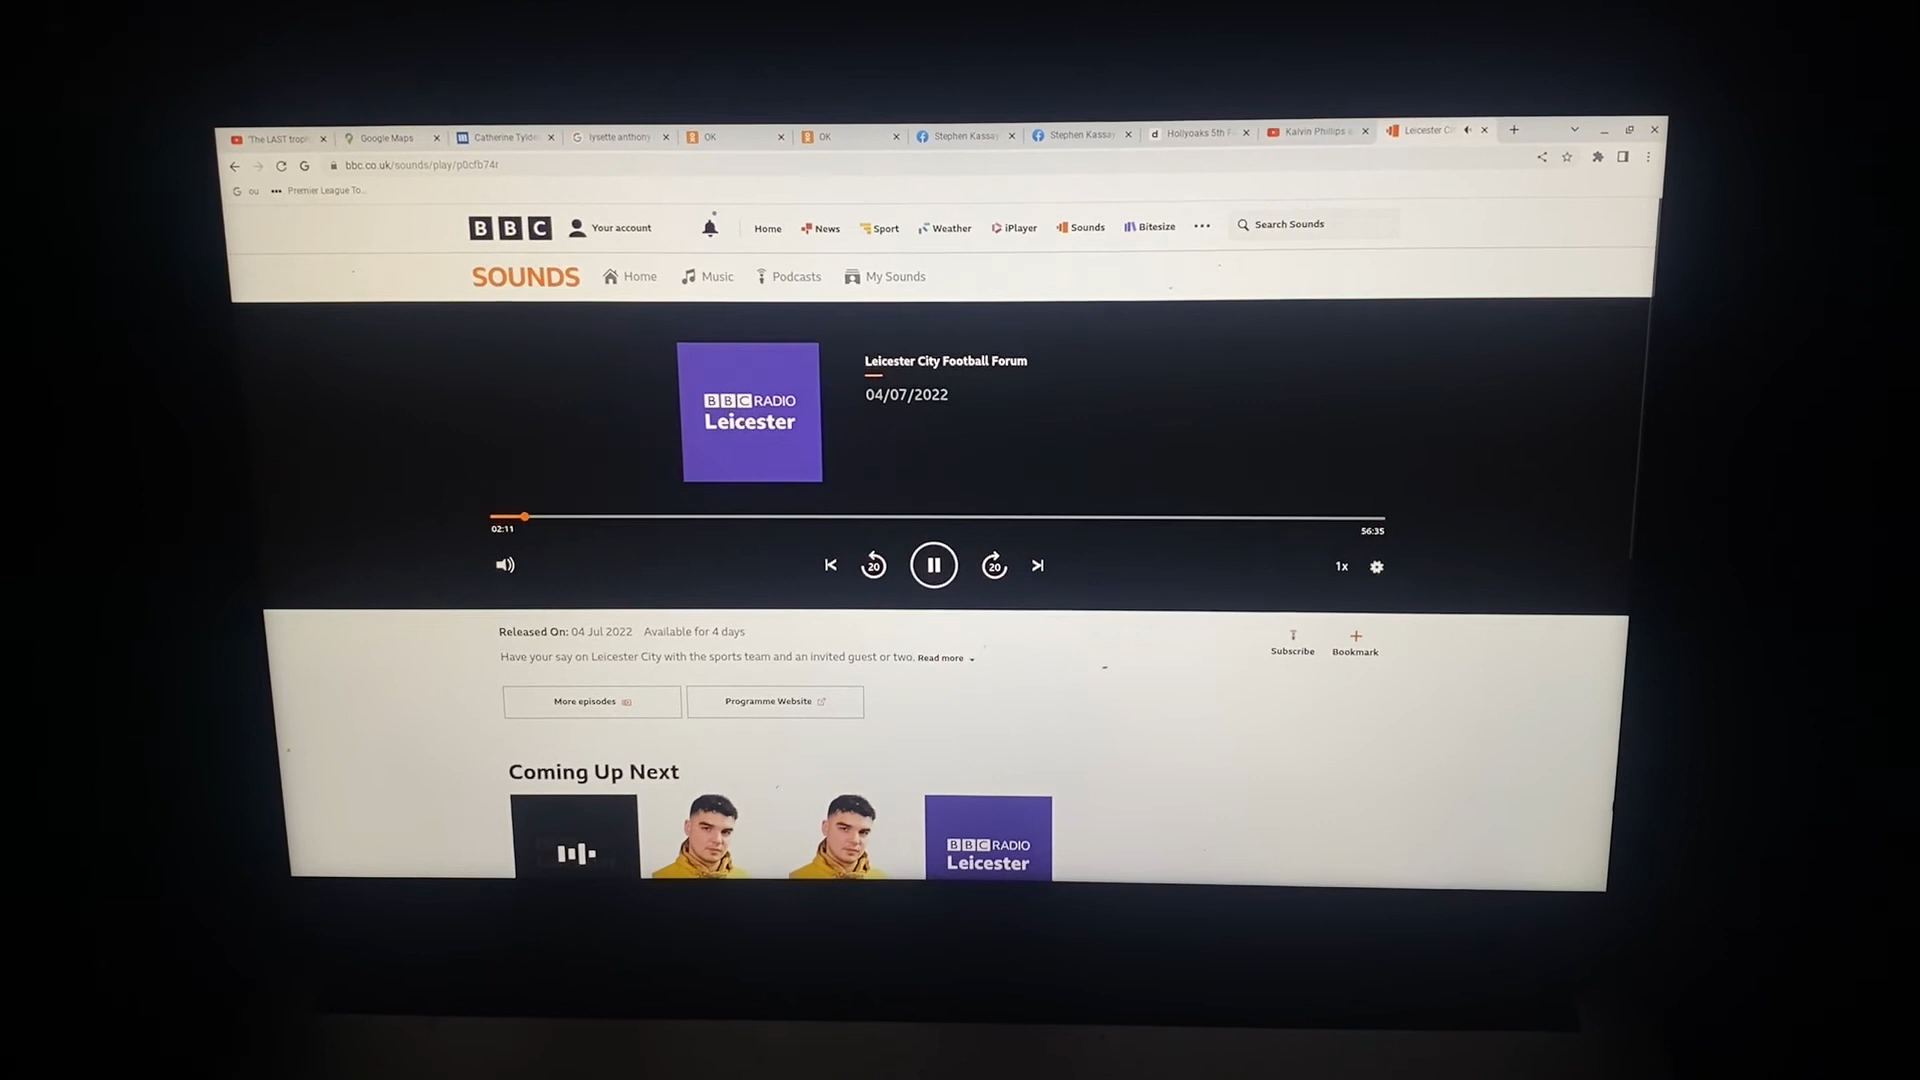 'The LAST trop
Google Maps
Catherine Tylde
lysette anthony
OK
OK
Stephen Kassay
Stephen Kassay
Hollyoaks 5th F
Kalvin Phillips
Leicester Ci
bbc.co.uk/sounds/play/p0cfb74r
G ou
Premier League To...
BBC
Your account
Home
News
Sport
Weather
iPlayer
Sounds
Bitesize
Search Sounds
SOUNDS
Home
Music
Podcasts
My Sounds
BBC RADIO
Leicester
Leicester City Football Forum
04/07/2022
02:11
56:35
20
20
1x
Released On: 04 Jul 2022 Available for 4 days
Have your say on Leicester City with the sports team and an invited guest or two. Read more
Subscribe
Bookmark
More episodes
Programme Website
Coming Up Next
BBC RADIO
Leicester